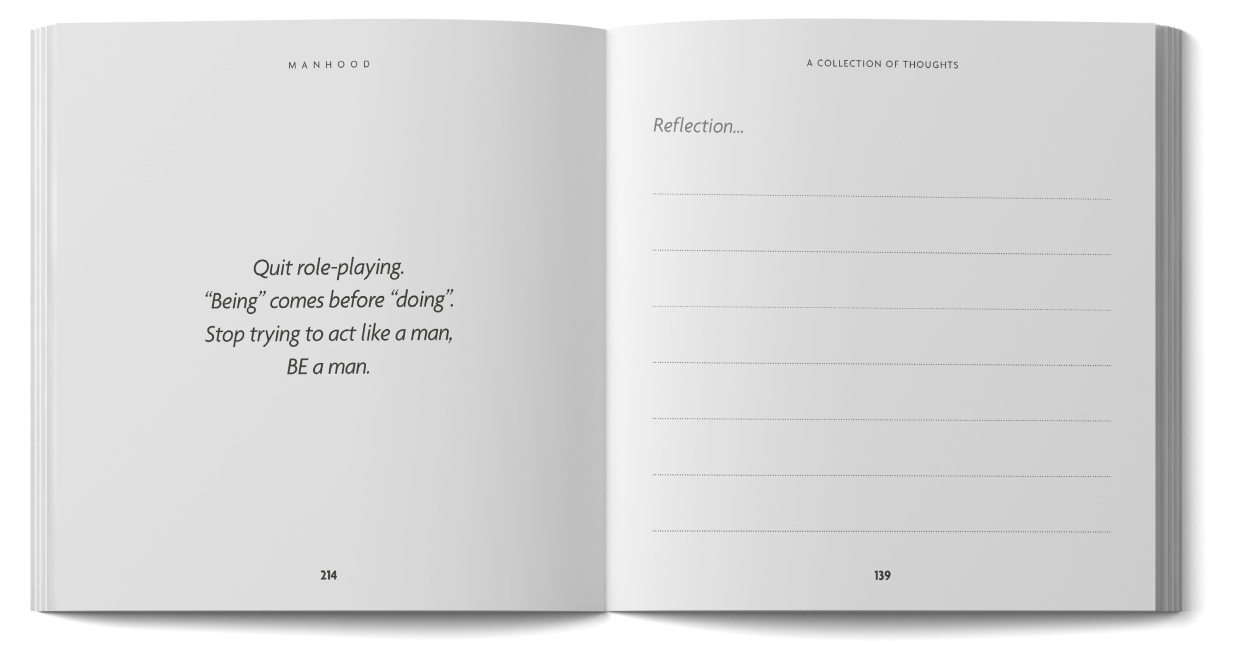 MANHOOD
Quit role-playing.
“Being” comes before “doing”.
Stop trying to act like a man,
BE a man.
214
A COLLECTION OF THOUGHTS
Reflection...
139